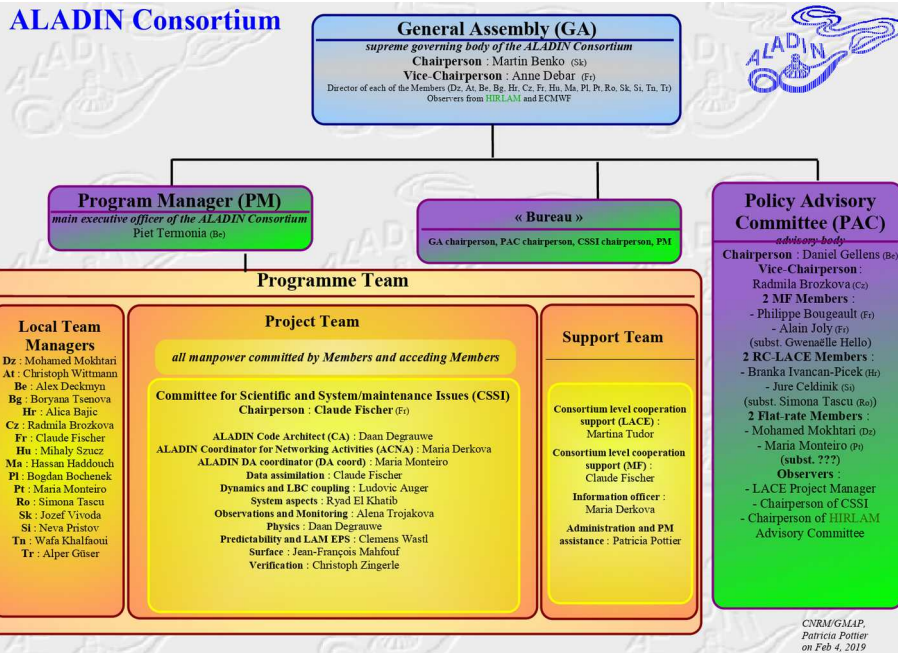 ALADIN Consortium
General Assembly (GA)
supreme governing body of the ALADIN Consortium
Chairperson : Martin Benko (Sk)
Vice-Chairperson : Anne Debar (Fr)
Director of each of the Members (Dz, At, Be, Bg, Hr, Cz, Fr, Hu, Ma, Pl, Pt, Ro, Sk, Si, Tn, Tr)
Observers from HIRLAM and ECMWF
ALADIN
Program Manager (PM)
main executive officer of the ALADIN Consortium
Piet Termonia (Be)
« Bureau »
GA chairperson, PAC chairperson, CSSI chairperson, PM
Policy Advisory
Committee (PAC)
advisory body
Chairperson : Daniel Gellens (Be)
Vice-Chairperson :
Radmila Brozkova (Cz)
2 MF Members :
- Philippe Bougeault (Fr)
- Alain Joly (Fr)
(subst. Gwenaëlle Hello)
2 RC-LACE Members :
- Branka Ivancan-Picek (Hr)
- Jure Celdinik (Si)
(subst. Simona Tascu (Ro))
2 Flat-rate Members :
- Mohamed Mokhtari (Dz)
- Maria Monteiro (Pt)
(subst. ???)
Observers :
- LACE Project Manager
- Chairperson of CSSI
- Chairperson of HIRLAM
Advisory Committee
Programme Team
Local Team
Managers
Dz : Mohamed Mokhtari
At : Christoph Wittmann
Be : Alex Deckmyn
Bg : Boryana Tsenova
Hr : Alica Bajic
Cz : Radmila Brozkova
Fr : Claude Fischer
Hu : Mihaly Szucz
Ma : Hassan Haddouch
Pl : Bogdan Bochenek
Pt : Maria Monteiro
Ro : Simona Tascu
Sk : Jozef Vivoda
Si : Neva Pristov
Tn : Wafa Khalfaoui
Tr : Alper Güser
Project Team
all manpower committed by Members and acceding Members
Committee for Scientific and System/maintenance Issues (CSSI)
Chairperson : Claude Fischer (Fr)
ALADIN Code Architect (CA) : Daan Degrauwe
ALADIN Coordinator for Networking Activities (ACNA) : Maria Derkova
ALADIN DA coordinator (DA coord) : Maria Monteiro
Data assimilation : Claude Fischer
Dynamics and LBC coupling : Ludovic Auger
System aspects : Ryad El Khatib
Observations and Monitoring : Alena Trojakova
Physics : Daan Degrauwe
Predictability and LAM EPS : Clemens Wastl
Surface : Jean-François Mahfouf
Verification : Christoph Zingerle
Support Team
Consortium level cooperation
support (LACE) :
Martina Tudor
Consortium level cooperation
support (MF) :
Claude Fischer
Information officer :
Maria Derkova
Administration and PM
assistance : Patricia Pottier
CNRM/GMAP,
Patricia Pottier
on Feb 4, 2019